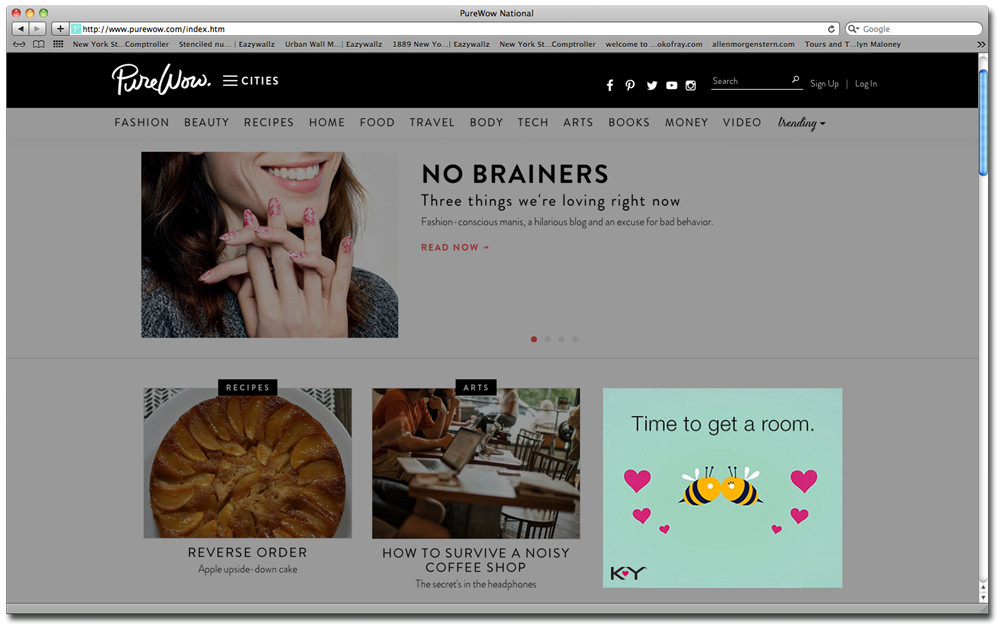 PureWow National
http://www.purewow.com/index.htm
Google
New York St...Comptroller Stenciled nu... | Eazywallz Urban Wall M... | Eazywallz 1889 New Yo...| Eazywallz New York St...Comptroller welcome to ...okofray.com allenmorgenstern.com Tours and T...lyn Maloney
PureWow. CITIES
Search
Sign Up | Log In
FASHION BEAUTY RECIPES HOME FOOD TRAVEL BODY TECH ARTS BOOKS MONEY VIDEO trending
NO BRAINERS
Three things we're loving right now
Fashion-conscious manis, a hilarious blog and an excuse for bad behavior.
READ NOW
RECIPES
REVERSE ORDER
Apple upside-down cake
ARTS
HOW TO SURVIVE A NOISY
COFFEE SHOP
The secret's in the headphones
Time to get a room.
K-Y